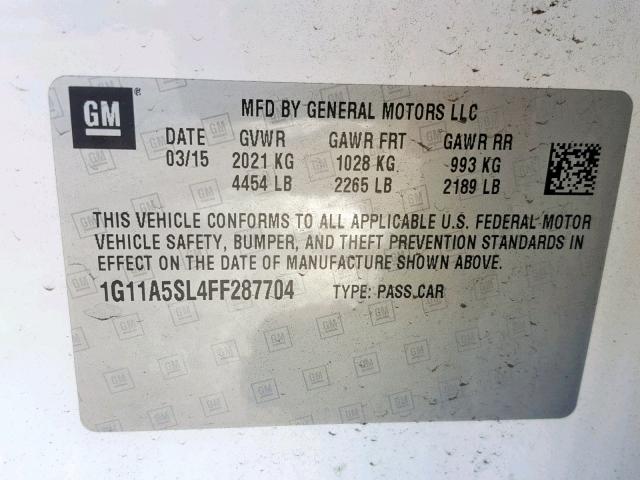 GM
MFD BY GENERAL MOTORS LLC
DATE GVWR GAWR FRT GAWR RR
03/15 2021 KG 1028 KG 993 KG
4454 LB 2265 LB 2189 LB
THIS VEHICLE CONFORMS TO ALL APPLICABLE U.S. FEDERAL MOTOR
VEHICLE SAFETY, BUMPER, AND THEFT PREVENTION STANDARDS IN
EFFECT ON THE DATE OF MANUFACTURE SHOWN ABOVE.
1G11A5SL4FF287704 TYPE: PASS.CAR